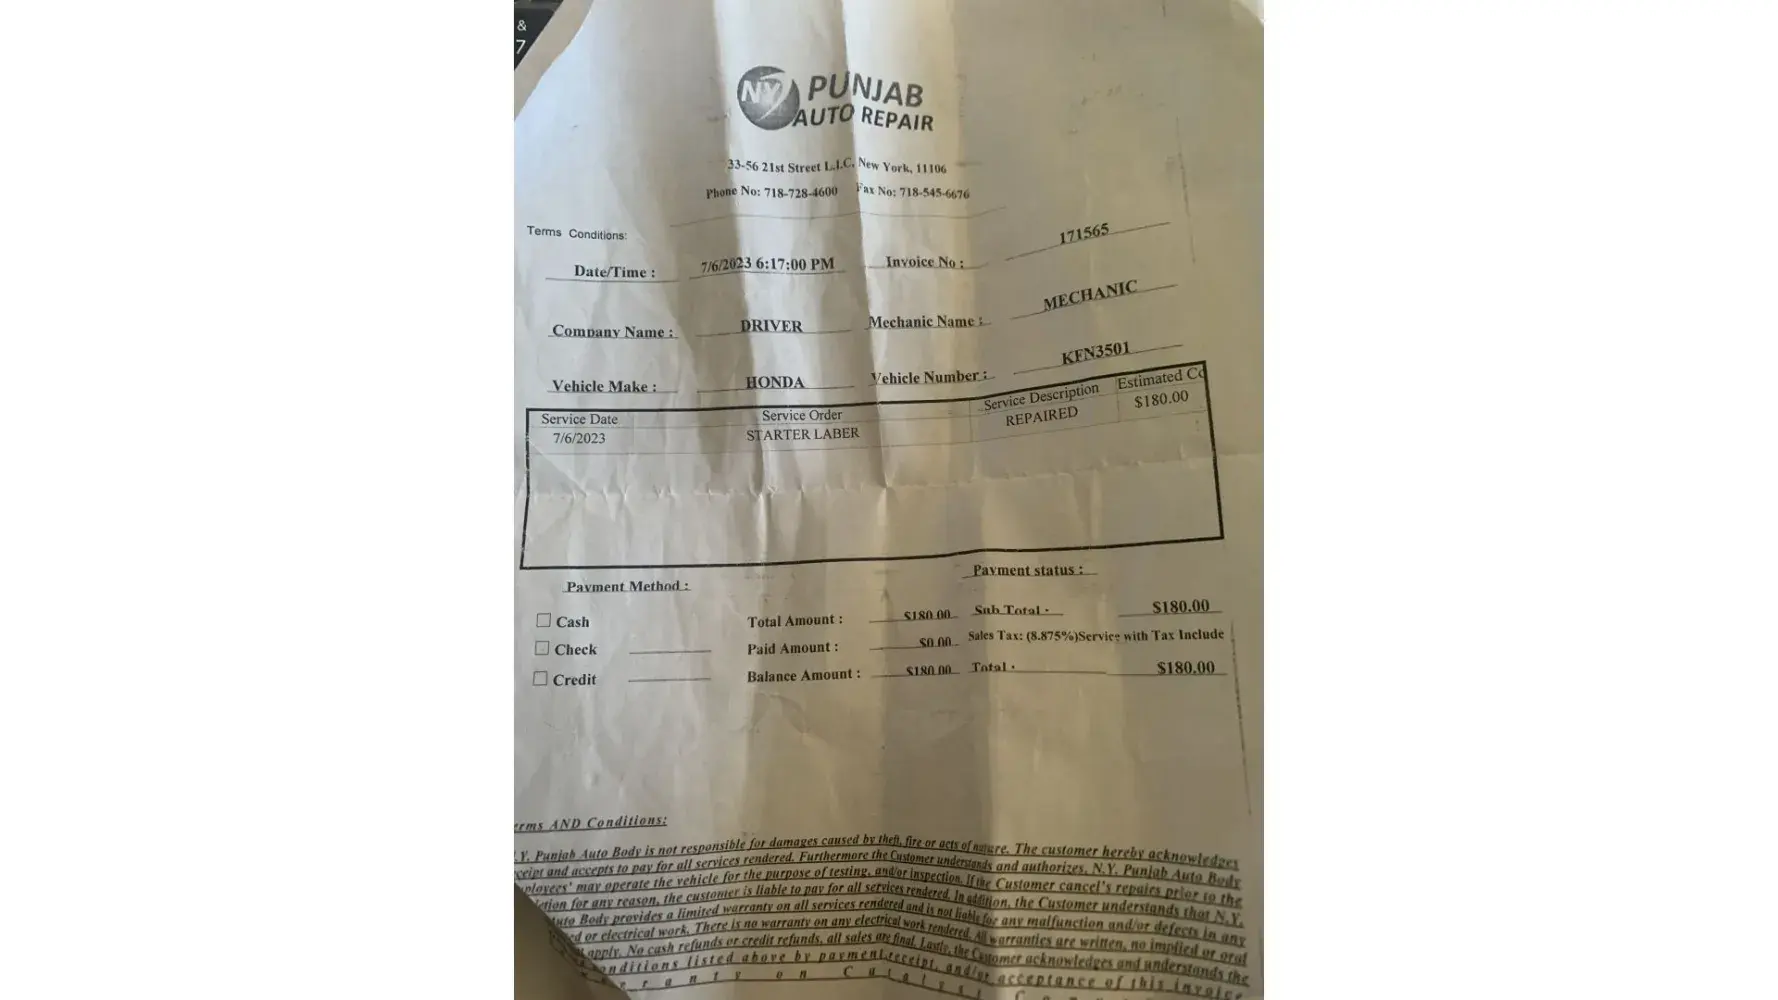 &
7
NY PUNJAB
AUTO REPAIR
33-56 21st Street L.I.C. New York, 11106
Phone No: 718-728-4600 Fax No: 718-545-6676
Terms Conditions:
Date/Time : 7/6/2023 6:17:00 PM Invoice No : 171565
Company Name : DRIVER Mechanic Name : MECHANIC
Vehicle Make : HONDA Vehicle Number : KFN3501
Service Date Service Order Service Description Estimated Co
7/6/2023 STARTER LABER REPAIRED $180.00
Payment Method : Payment status :
Cash Total Amount : $180.00 Sub Total : $180.00
Check Paid Amount : $0.00 Sales Tax: (8.875%)Service with Tax Include
Credit Balance Amount : $180.00 Total : $180.00
erms AND Conditions:
.Y. Punjab Auto Body is not responsible for damages caused by theft, fire or acts of nature. The customer hereby acknowledges
ceipt and accepts to pay for all services rendered. Furthermore the Customer understands and authorizes, N.Y. Punjab Auto Body
ployees' may operate the vehicle for the purpose of testing, and/or inspection. If the Customer cancel's repairs prior to the
letion for any reason, the customer is liable to pay for all services rendered. In addition, the Customer understands that N.Y.
uto Body provides a limited warranty on all services rendered and is not liable for any malfunction and/or defects in any
ed or electrical work. There is no warranty on any electrical work rendered. All warranties are written, no implied or oral
apply. No cash refunds or credit refunds, all sales are final. Lastly, the Customer acknowledges and understands the
onditions listed above by payment, receipt, and/or acceptance of this invoice
r r a n t y o n C a t a l y s t C o n